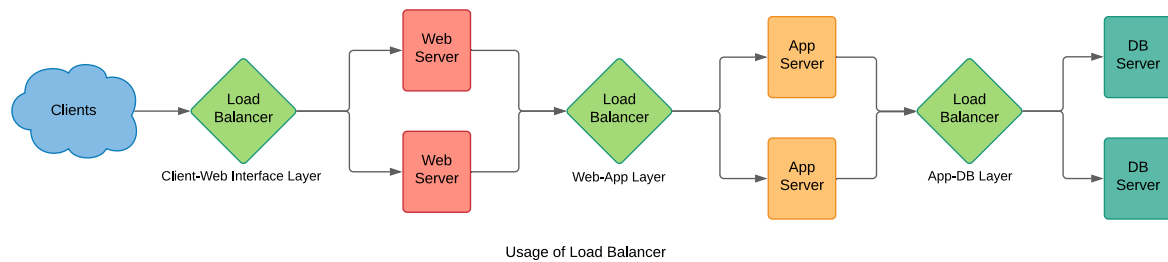 Clients
Load
Balancer
Client-Web Interface Layer
Web
Server
Web
Server
Load
Balancer
Web-App Layer
App
Server
App
Server
Load
Balancer
App-DB Layer
DB
Server
DB
Server
Usage of Load Balancer